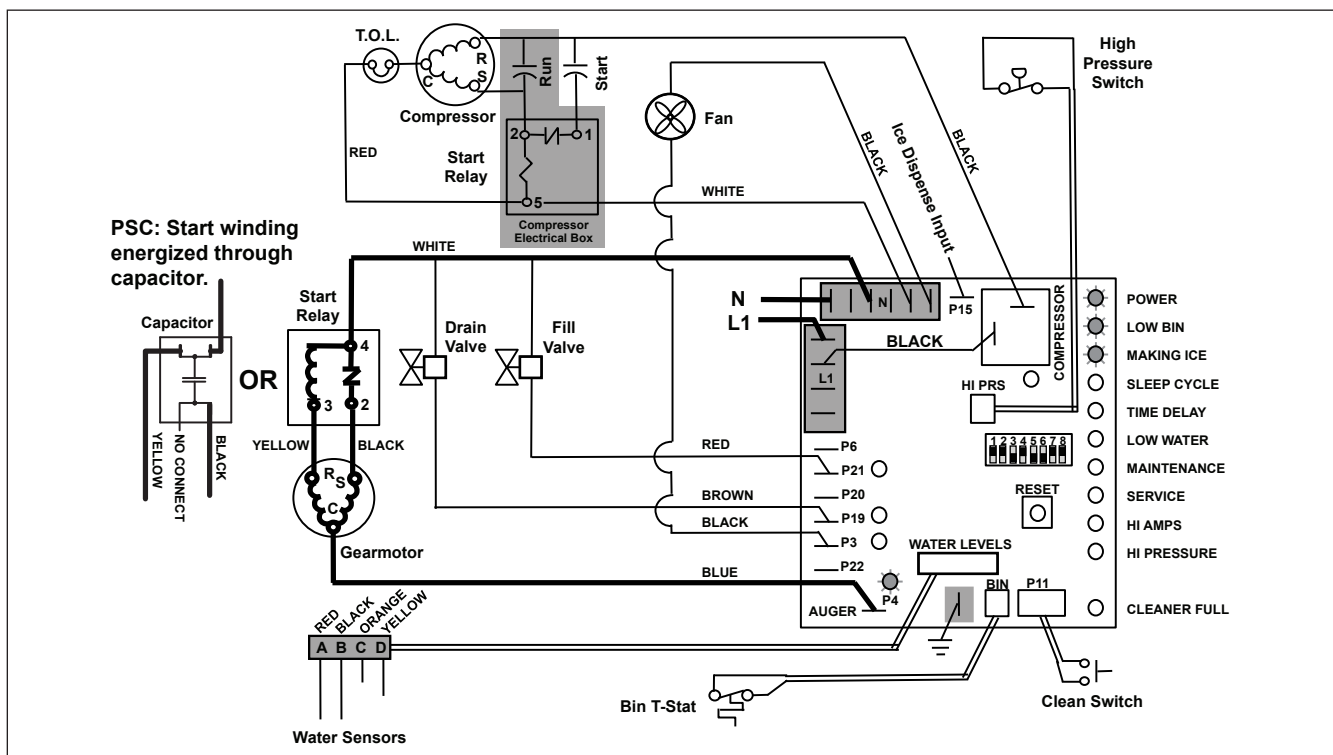 T.O.L.
R
S
C
Compressor
Run
Start
High
Pressure
Switch
Fan
2
1
5
Start
Relay
RED
Compressor
Electrical Box
WHITE
BLACK
BLACK
Ice Dispense Input
PSC: Start winding
energized through
capacitor.
WHITE
Capacitor
YELLOW
NO CONNECT
BLACK
OR
Start
Relay
4
3
2
YELLOW
BLACK
R
S
C
Gearmotor
Drain
Valve
Fill
Valve
N
L1
N
P15
COMPRESSOR
BLACK
L1
HI PRS
1 2 3 4 5 6 7 8
RESET
RED
BROWN
BLACK
BLUE
P6
P21
P20
P19
P3
P22
P4
AUGER
WATER LEVELS
BIN
P11
POWER
LOW BIN
MAKING ICE
SLEEP CYCLE
TIME DELAY
LOW WATER
MAINTENANCE
SERVICE
HI AMPS
HI PRESSURE
CLEANER FULL
RED
BLACK
ORANGE
YELLOW
A B C D
Water Sensors
Bin T-Stat
Clean Switch